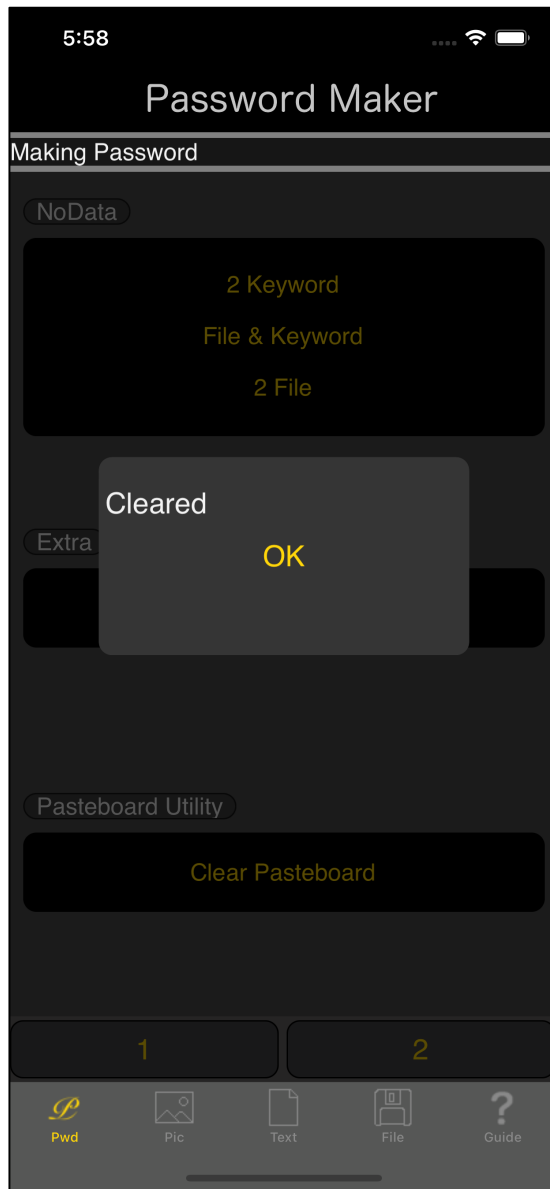 5:58
Password Maker
Making Password
NoData
2 Keyword
File & Keyword
2 File
Cleared
Extra
OK
Pasteboard Utility
Clear Pasteboard
1 2
Pwd Pic Text File Guide